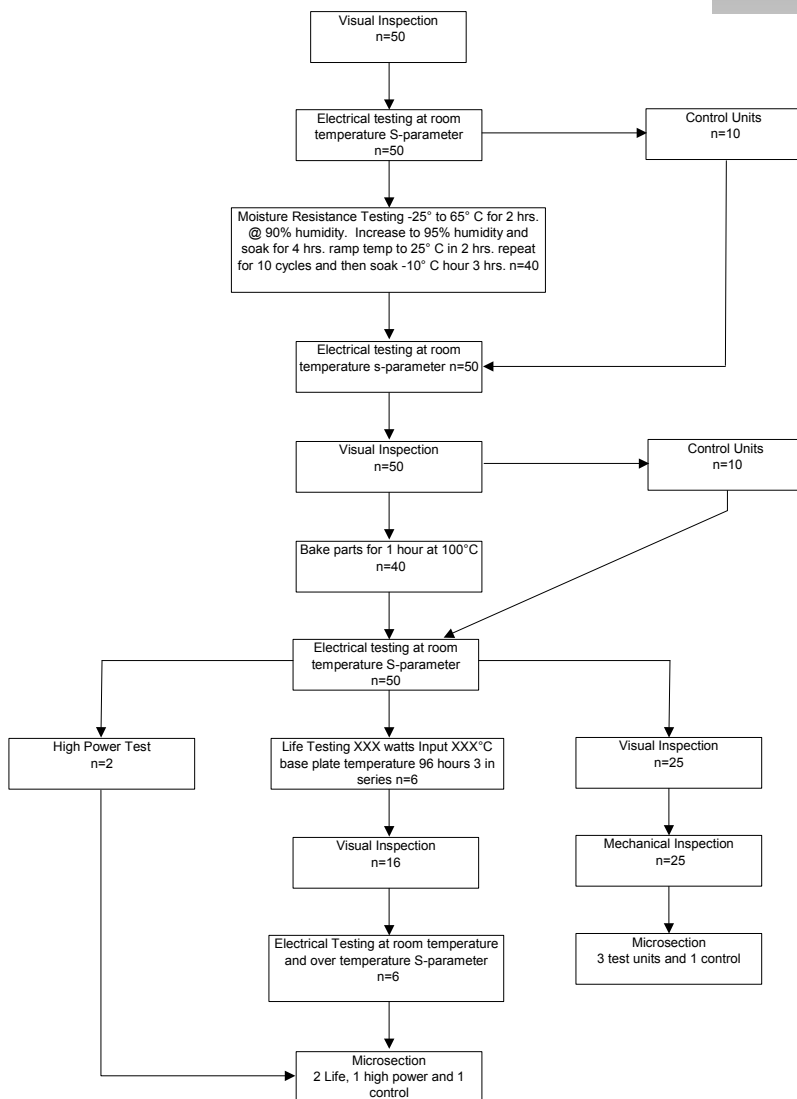 Visual Inspection
n=50
Electrical testing at room
temperature S-parameter
n=50
Control Units
n=10
Moisture Resistance Testing -25° to 65° C for 2 hrs.
@ 90% humidity.  Increase to 95% humidity and
soak for 4 hrs. ramp temp to 25° C in 2 hrs. repeat
for 10 cycles and then soak -10° C hour 3 hrs. n=40
Electrical testing at room
temperature s-parameter n=50
Visual Inspection
n=50
Control Units
n=10
Bake parts for 1 hour at 100°C
n=40
Electrical testing at room
temperature S-parameter
n=50
High Power Test
n=2
Life Testing XXX watts Input XXX°C
base plate temperature 96 hours 3 in
series n=6
Visual Inspection
n=25
Visual Inspection
n=16
Mechanical Inspection
n=25
Electrical Testing at room temperature
and over temperature S-parameter
n=6
Microsection
3 test units and 1 control
Microsection
2 Life, 1 high power and 1
control